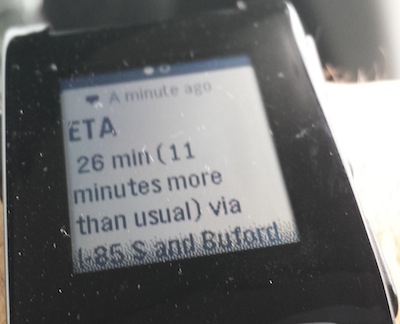 A minute ago
ETA
26 min (11
minutes more
than usual) via
I-85 S and Buford